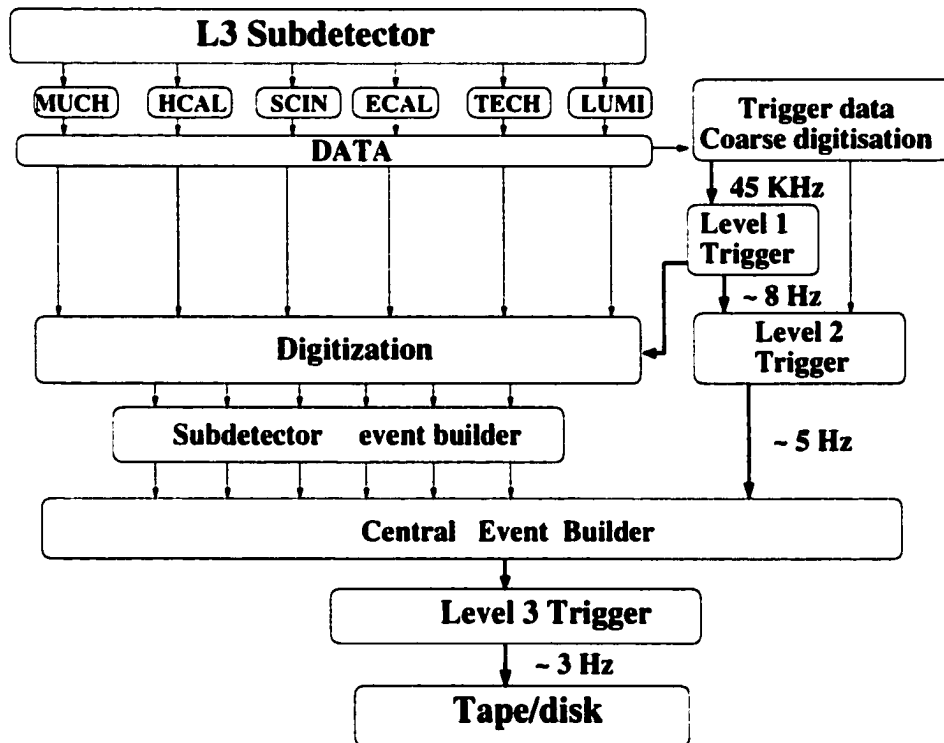 L3 Subdetector
MUCH HCAL SCIN ECAL TECH LUMI
Trigger data
Coarse digitisation
DATA
45 KHz
Level 1
Trigger
~ 8 Hz
Digitization
Level 2
Trigger
Subdetector event builder
~ 5 Hz
Central Event Builder
Level 3 Trigger
~ 3 Hz
Tape/disk